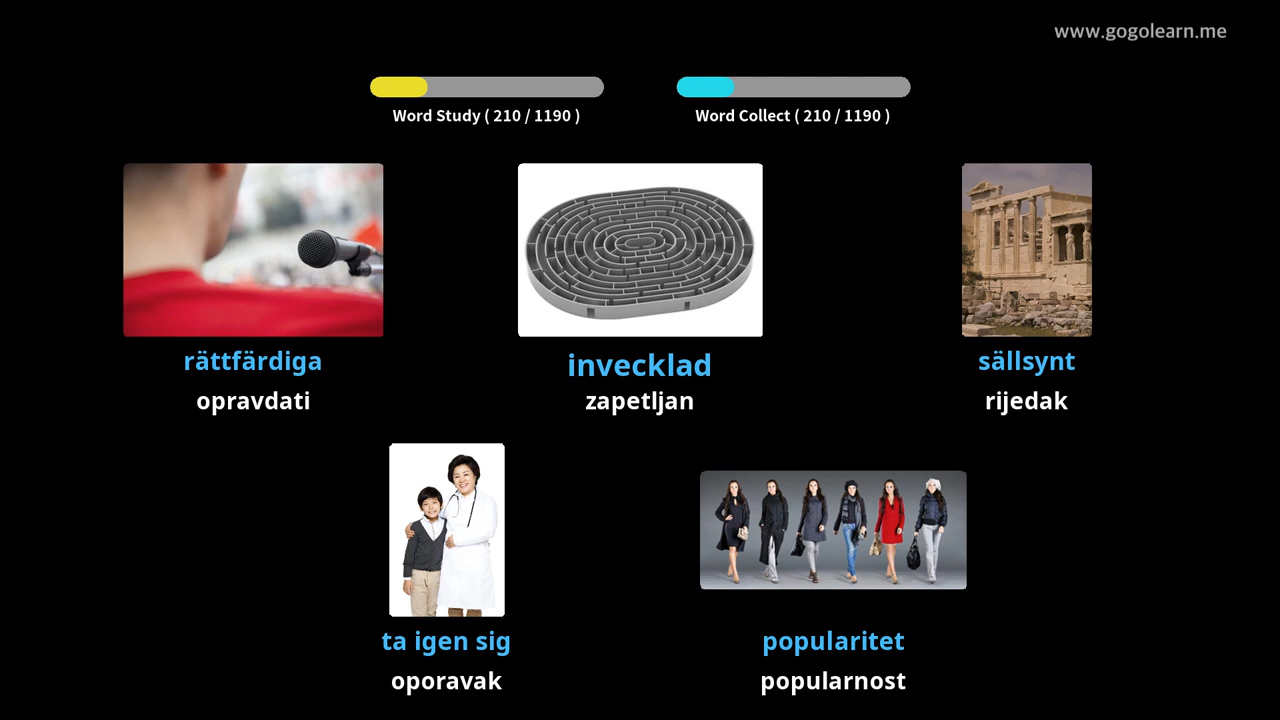 www.gogolearn.me
Word Study ( 210 / 1190 )
Word Collect ( 210 / 1190 )
rättfärdiga
opravdati
invecklad
zapetljan
sällsynt
rijedak
ta igen sig
oporavak
popularitet
popularnost